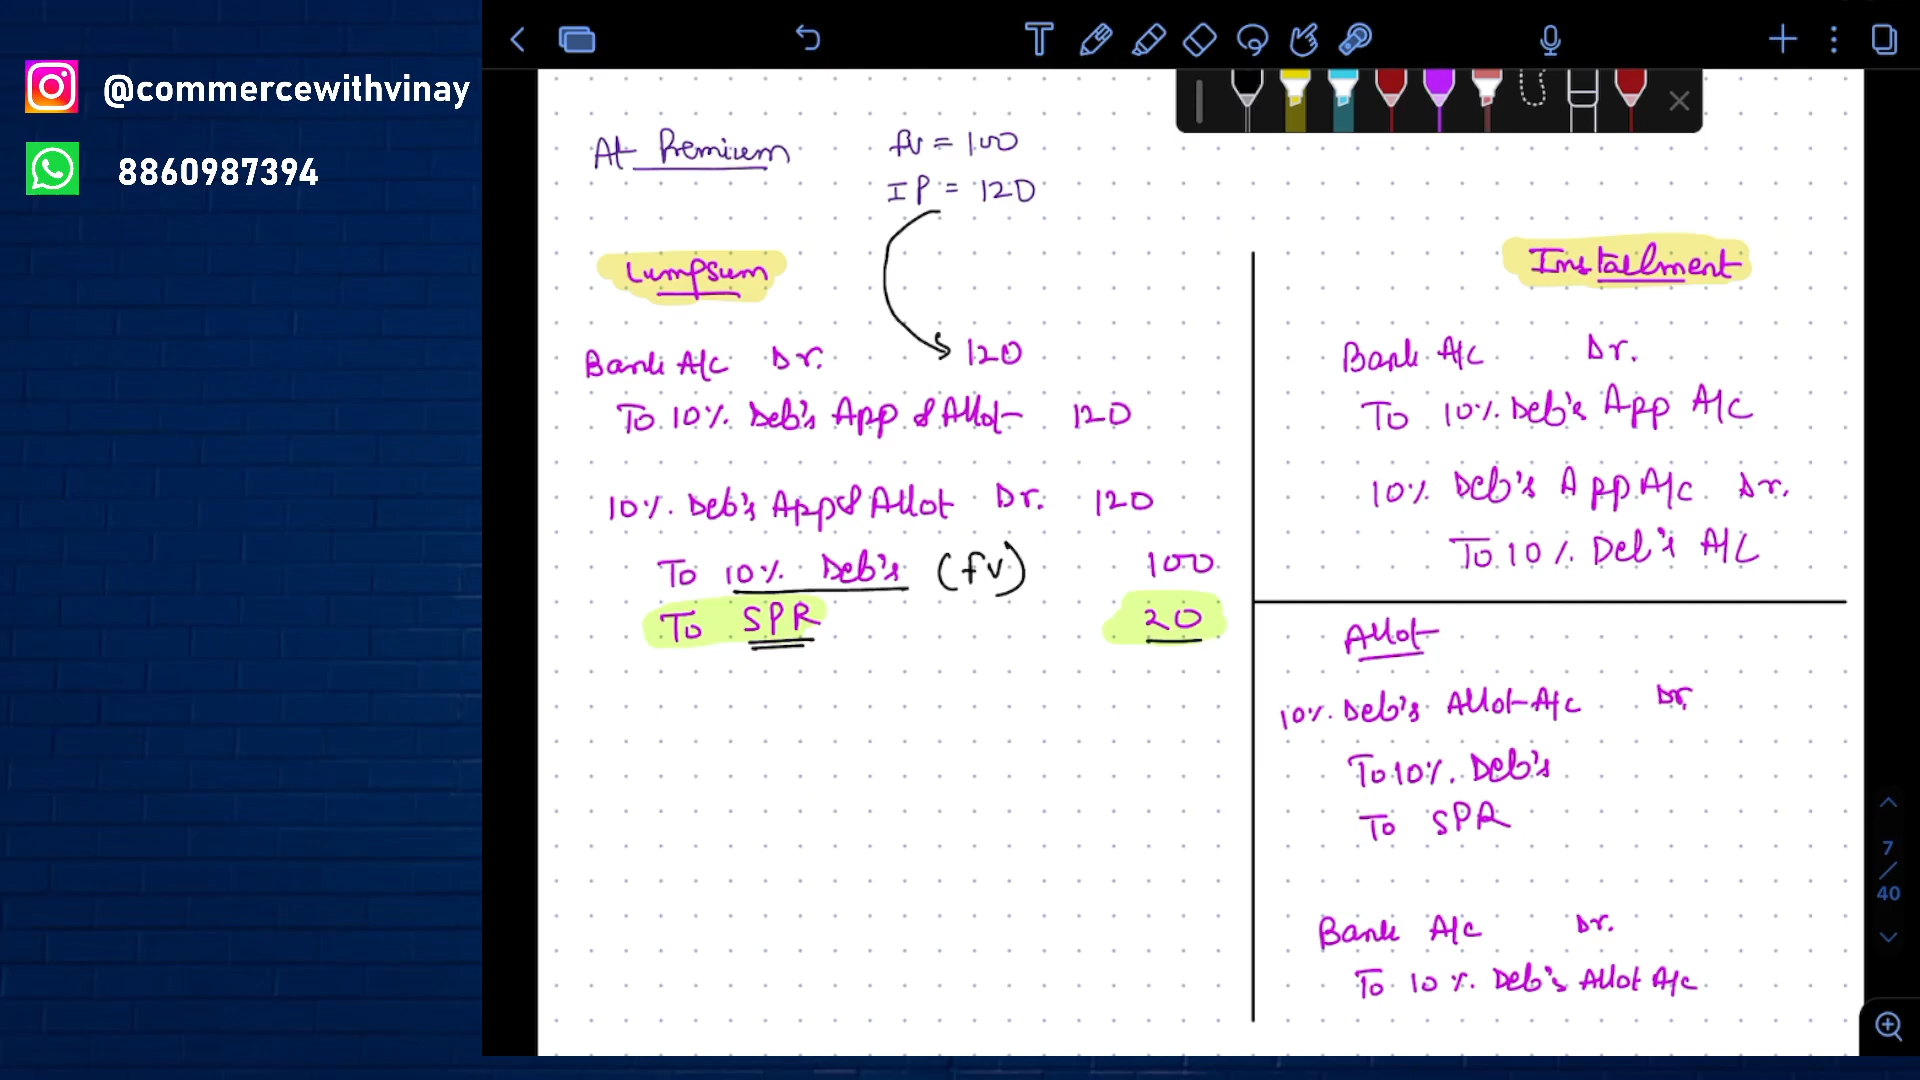 @commercewithvinay
8860987394
At Premium
fv = 100
IP = 120
Lumpsum
Bank A/c Dr. 120
To 10% Deb's App & Allot 120
10% Deb's App & Allot Dr. 120
To 10% Deb's (fv) 100
To SPR 20
Installment
Bank A/c Dr.
To 10% Deb's App A/c
10% Deb's App A/c Dr.
To 10% Deb's A/c
Allot
10% Deb's Allot A/c Dr.
To 10% Deb's
To SPR
Bank A/c Dr.
To 10% Deb's Allot A/c
7
/
40